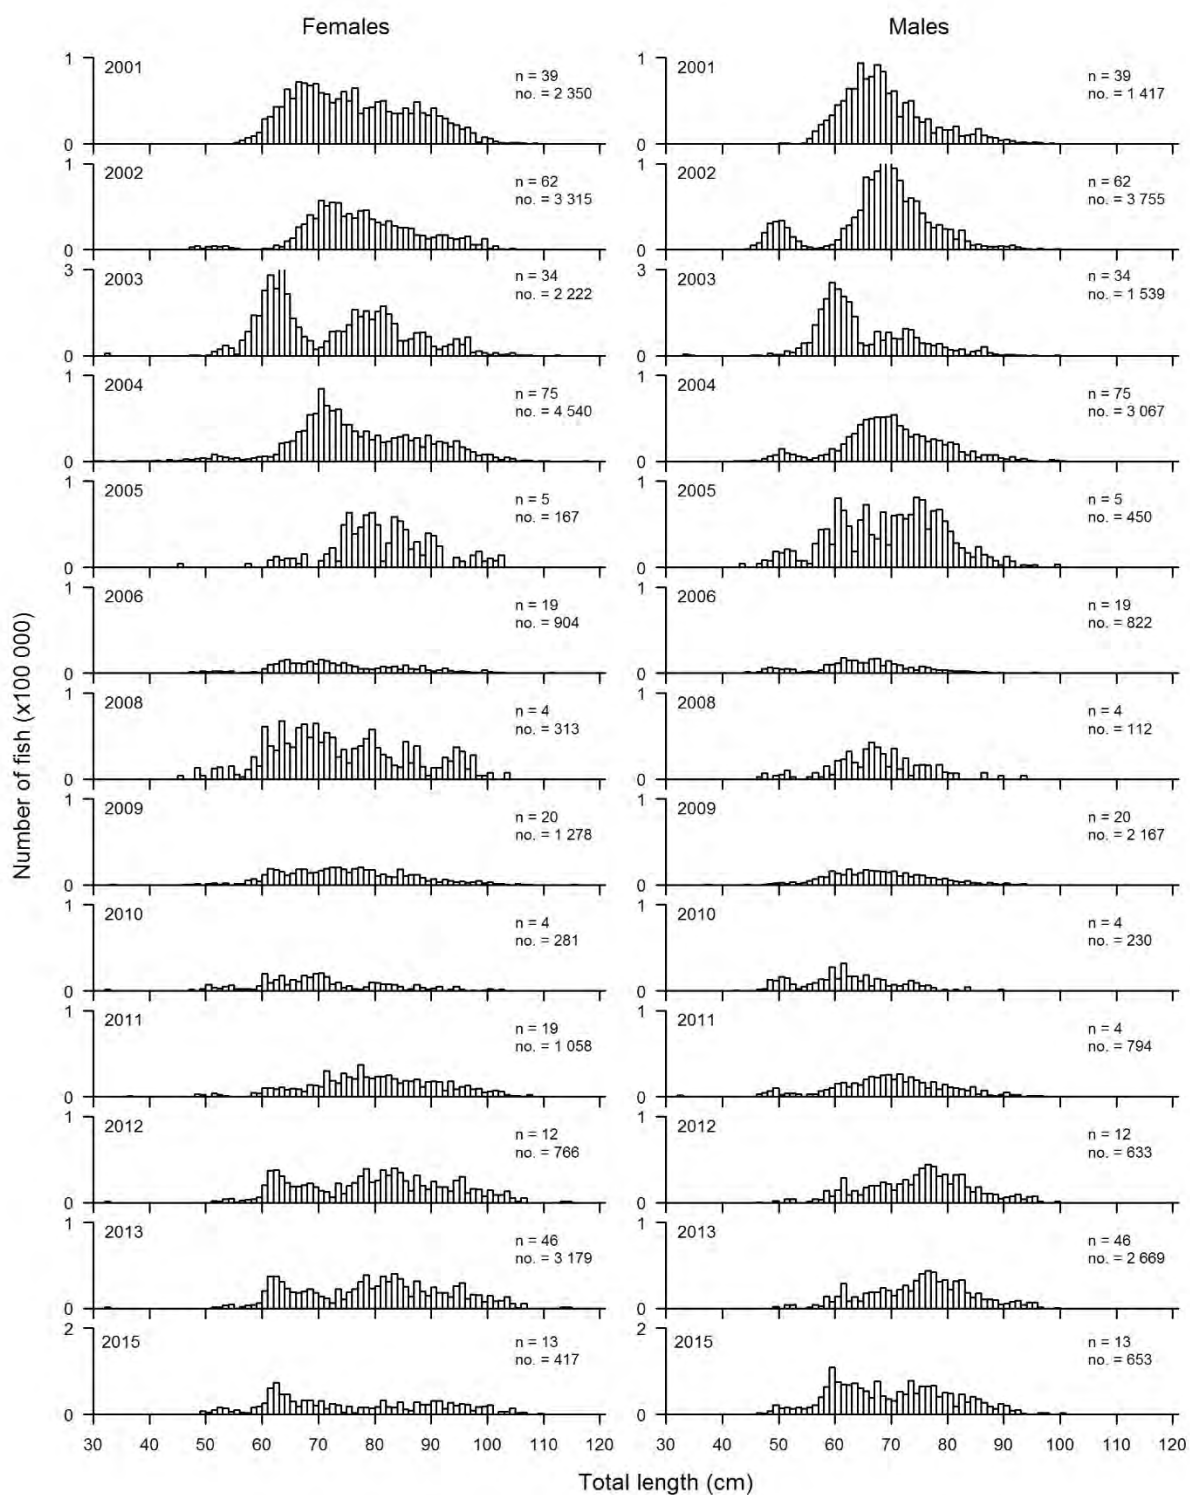 Females Males
1 2001 n = 39 1 2001 n = 39
no. = 2 350 no. = 1 417
0 0
1 2002 n = 62 1 2002 n = 62
no. = 3 315 no. = 3 755
0 0
3 2003 n = 34 3 2003 n = 34
no. = 2 222 no. = 1 539
0 0
1 2004 n = 75 1 2004 n = 75
no. = 4 540 no. = 3 067
0 0
1 2005 n = 5 1 2005 n = 5
no. = 167 no. = 450
0 0
1 2006 n = 19 1 2006 n = 19
no. = 904 no. = 822
0 0
1 2008 n = 4 1 2008 n = 4
no. = 313 no. = 112
0 0
1 2009 n = 20 1 2009 n = 20
no. = 1 278 no. = 2 167
0 0
1 2010 n = 4 1 2010 n = 4
no. = 281 no. = 230
0 0
1 2011 n = 19 1 2011 n = 4
no. = 1 058 no. = 794
0 0
1 2012 n = 12 1 2012 n = 12
no. = 766 no. = 633
0 0
1 2013 n = 46 1 2013 n = 46
no. = 3 179 no. = 2 669
0 0
2 2015 n = 13 2 2015 n = 13
no. = 417 no. = 653
0 0
30 40 50 60 70 80 90 100 110 120 30 40 50 60 70 80 90 100 110 120
Total length (cm)
Number of fish (x100 000)